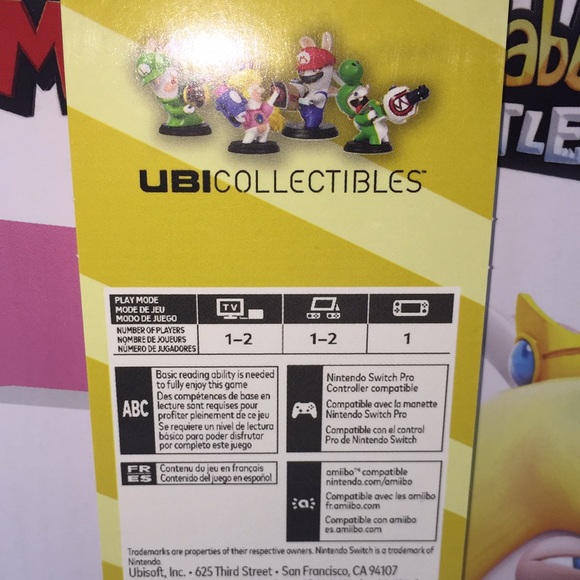 M
abb
TLE
UBICOLLECTIBLES™
PLAY MODE
MODE DE JEU
MODO DE JUEGO
TV
NUMBER OF PLAYERS
NOMBRE DE JOUEURS
NÚMERO DE JUGADORES
1–2
1–2
1
ABC
Basic reading ability is needed
to fully enjoy this game
Des compétences de base en
lecture sont requises pour
profiter pleinement de ce jeu
Se requiere un nivel de lectura
básico para poder disfrutar
por completo este juego
Nintendo Switch Pro
Controller compatible
Compatible avec la manette
Nintendo Switch Pro
Compatible con el control
Pro de Nintendo Switch
FR
ES
Contenu du jeu en français
Contenido del juego en español
amiibo™ compatible
nintendo.com/amiibo
Compatible avec les amiibo
fr.amiibo.com
Compatible con amiibo
es.amiibo.com
Trademarks are property of their respective owners. Nintendo Switch is a trademark of
Nintendo.
Ubisoft, Inc. • 625 Third Street • San Francisco, CA 94107